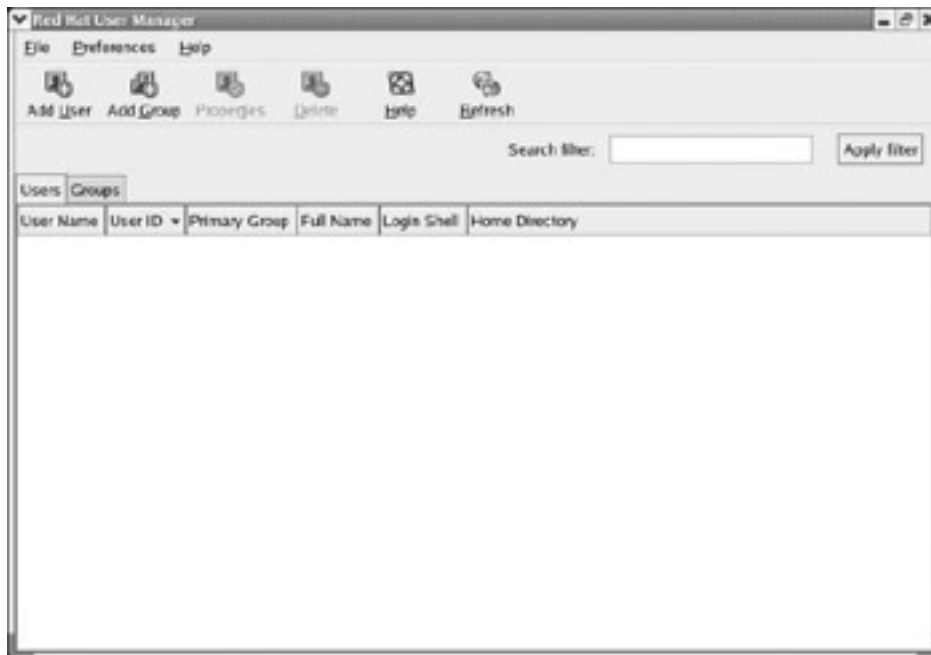 Red Hat User Manager
File Preferences Help
Add User Add Group Properties Delete Help Refresh
Search filter: Apply filter
Users Groups
User Name User ID Primary Group Full Name Login Shell Home Directory